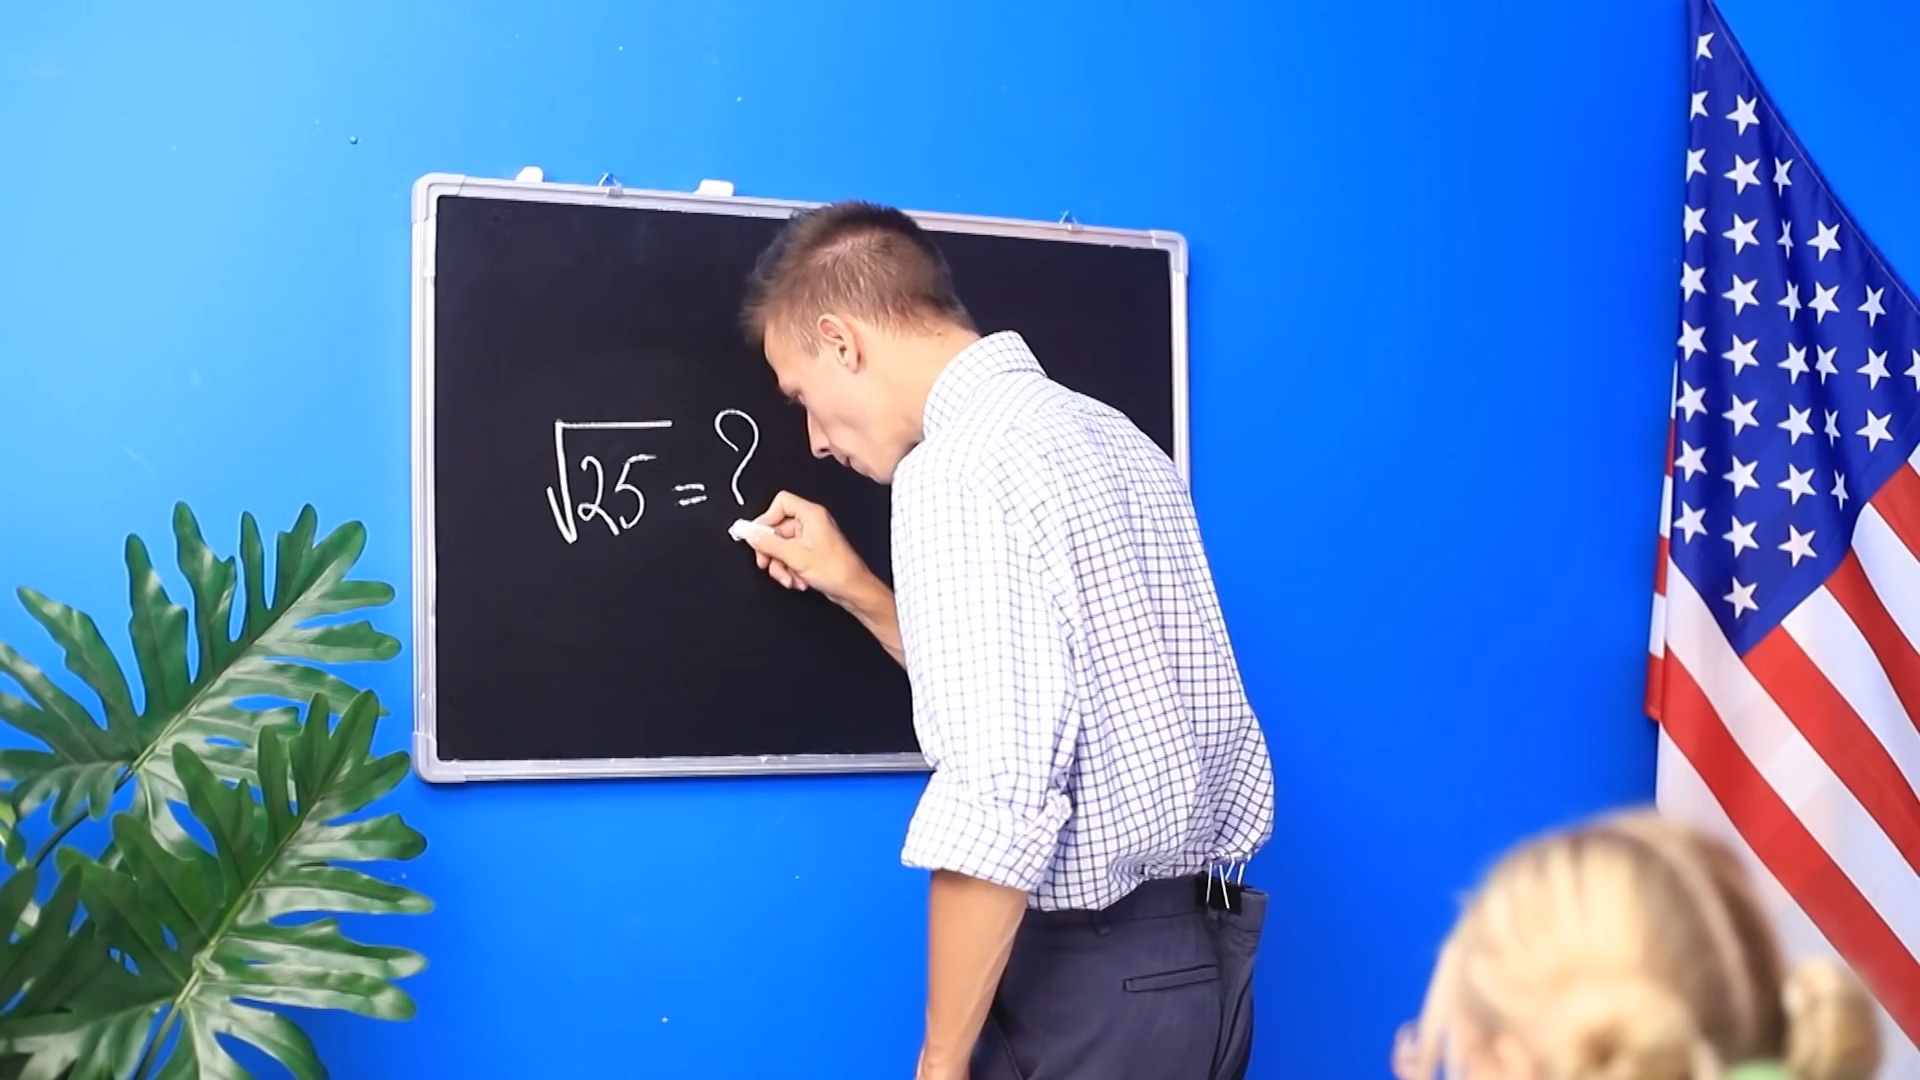 √25 = ?